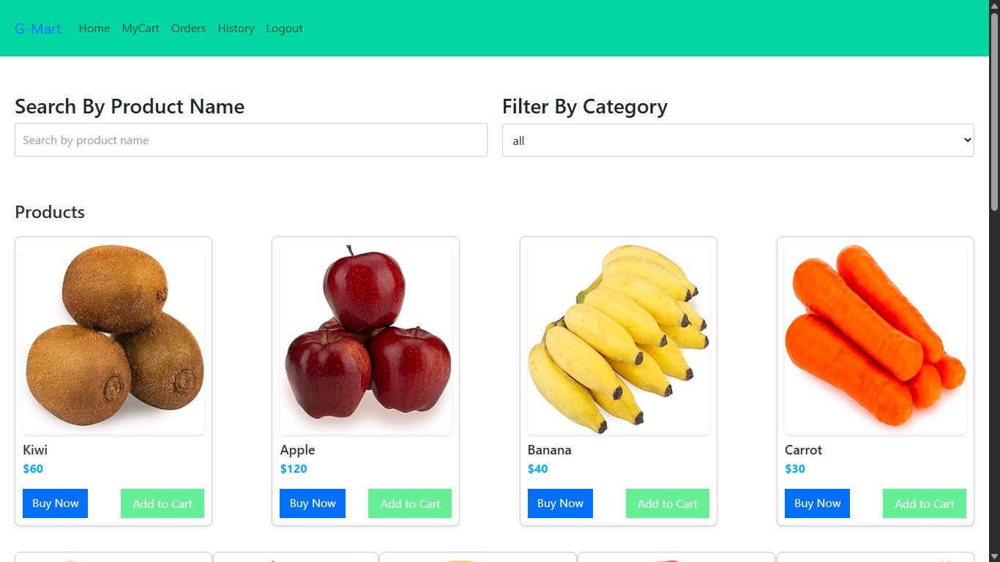 G-Mart Home MyCart Orders History Logout
Search By Product Name Filter By Category
Search by product name all
Products
Kiwi Apple Banana Carrot
$60 $120 $40 $30
Buy Now Add to Cart Buy Now Add to Cart Buy Now Add to Cart Buy Now Add to Cart